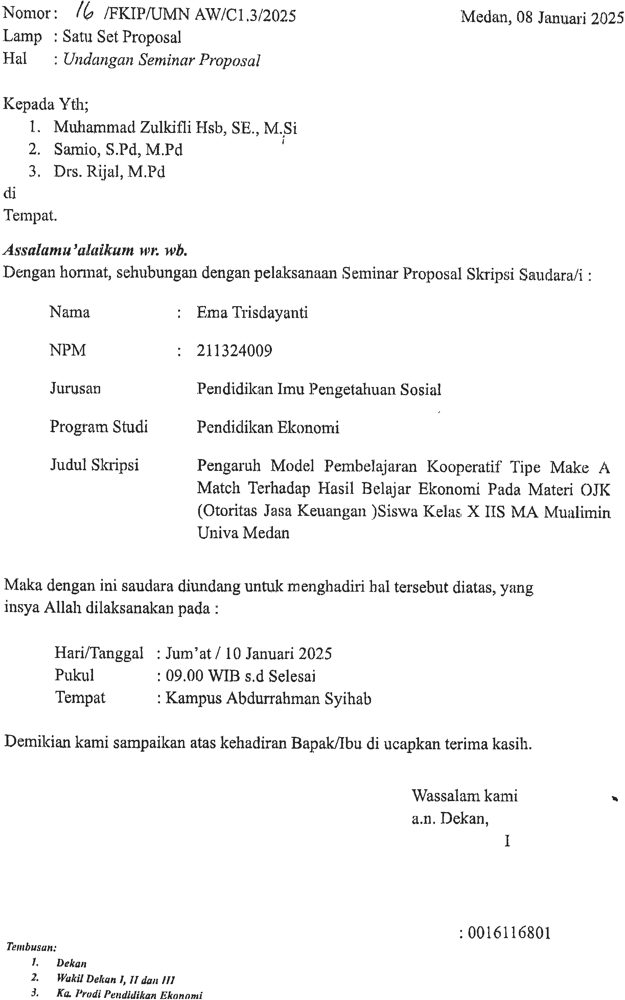 Nomor : 16 /FKIP/UMN AW/C1.3/2025 Medan, 08 Januari 2025
Lamp : Satu Set Proposal
Hal : Undangan Seminar Proposal
Kepada Yth;
1. Muhammad Zulkifli Hsb, SE., M.Si
2. Samio, S.Pd, M.Pd
3. Drs. Rijal, M.Pd
di
Tempat.
Assalamu'alaikum wr. wb.
Dengan hormat, sehubungan dengan pelaksanaan Seminar Proposal Skripsi Saudara/i :
Nama : Ema Trisdayanti
NPM : 211324009
Jurusan Pendidikan Imu Pengetahuan Sosial
Program Studi Pendidikan Ekonomi
Judul Skripsi Pengaruh Model Pembelajaran Kooperatif Tipe Make A
Match Terhadap Hasil Belajar Ekonomi Pada Materi OJK
(Otoritas Jasa Keuangan )Siswa Kelas X IIS MA Mualimin
Univa Medan
Maka dengan ini saudara diundang untuk menghadiri hal tersebut diatas, yang
insya Allah dilaksanakan pada :
Hari/Tanggal : Jum'at / 10 Januari 2025
Pukul : 09.00 WIB s.d Selesai
Tempat : Kampus Abdurrahman Syihab
Demikian kami sampaikan atas kehadiran Bapak/Ibu di ucapkan terima kasih.
Wassalam kami
a.n. Dekan,
I
: 0016116801
Tembusan:
1. Dekan
2. Wakil Dekan I, II dan III
3. Ka. Prodi Pendidikan Ekonomi